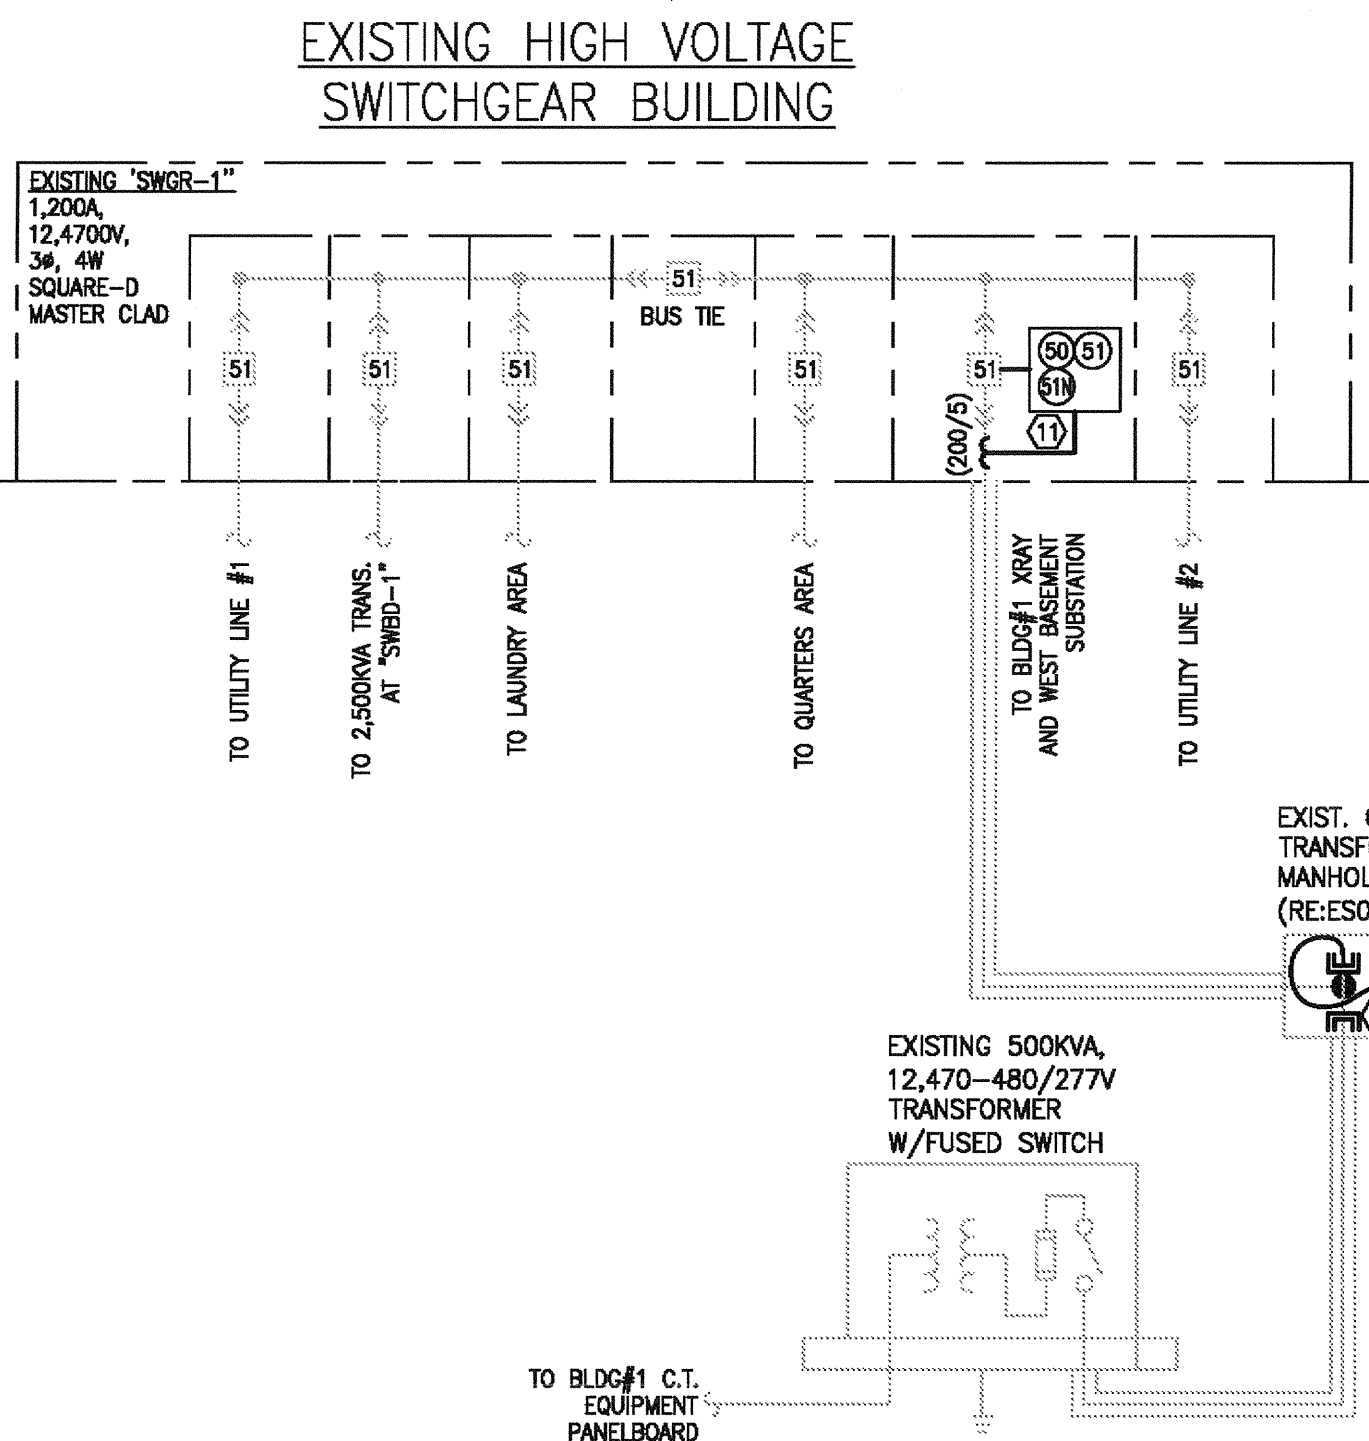 EXISTING HIGH VOLTAGE
SWITCHGEAR BUILDING
EXISTING 'SWGR-1"
1,200A,
12,4700V,
3ø, 4W
SQUARE-D
MASTER CLAD
51
BUS TIE
51
51
51
51
51
51
50 51
51N
11
(200/5)
TO UTILITY LINE #1
TO 2,500KVA TRANS.
AT "SWBD-1"
TO LAUNDRY AREA
TO QUARTERS AREA
TO BLDG#1 XRAY
AND WEST BASEMENT
SUBSTATION
TO UTILITY LINE #2
EXIST.
TRANSF
MANHOL
(RE:ES0
EXISTING 500KVA,
12,470-480/277V
TRANSFORMER
W/FUSED SWITCH
TO BLDG#1 C.T.
EQUIPMENT
PANELBOARD